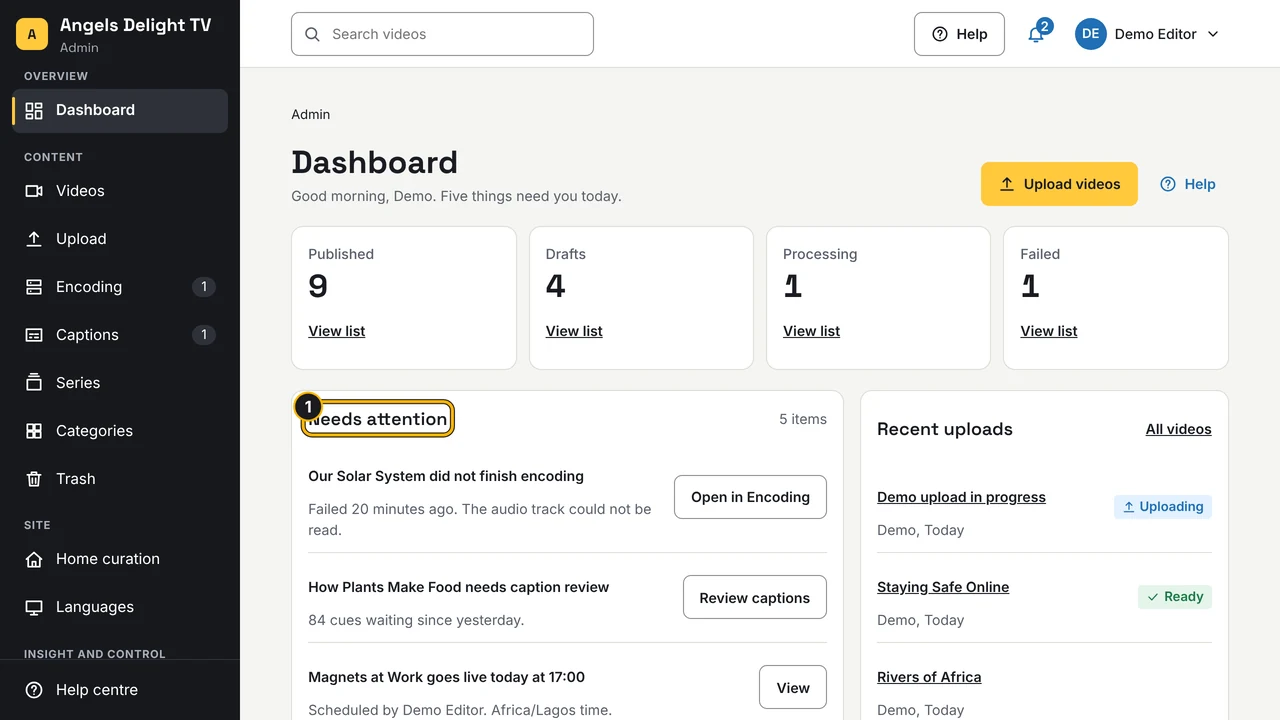 A
Angels Delight TV
Admin
OVERVIEW
Dashboard
CONTENT
Videos
Upload
Encoding 1
Captions 1
Series
Categories
Trash
SITE
Home curation
Languages
INSIGHT AND CONTROL
Help centre
Search videos
Help
2
DE
Demo Editor
Admin
Dashboard
Good morning, Demo. Five things need you today.
Upload videos
Help
Published
9
View list
Drafts
4
View list
Processing
1
View list
Failed
1
View list
1
Needs attention
5 items
Our Solar System did not finish encoding
Failed 20 minutes ago. The audio track could not be
read.
Open in Encoding
How Plants Make Food needs caption review
84 cues waiting since yesterday.
Review captions
Magnets at Work goes live today at 17:00
Scheduled by Demo Editor. Africa/Lagos time.
View
Recent uploads
All videos
Demo upload in progress
Demo, Today
Uploading
Staying Safe Online
Demo, Today
Ready
Rivers of Africa
Demo, Today